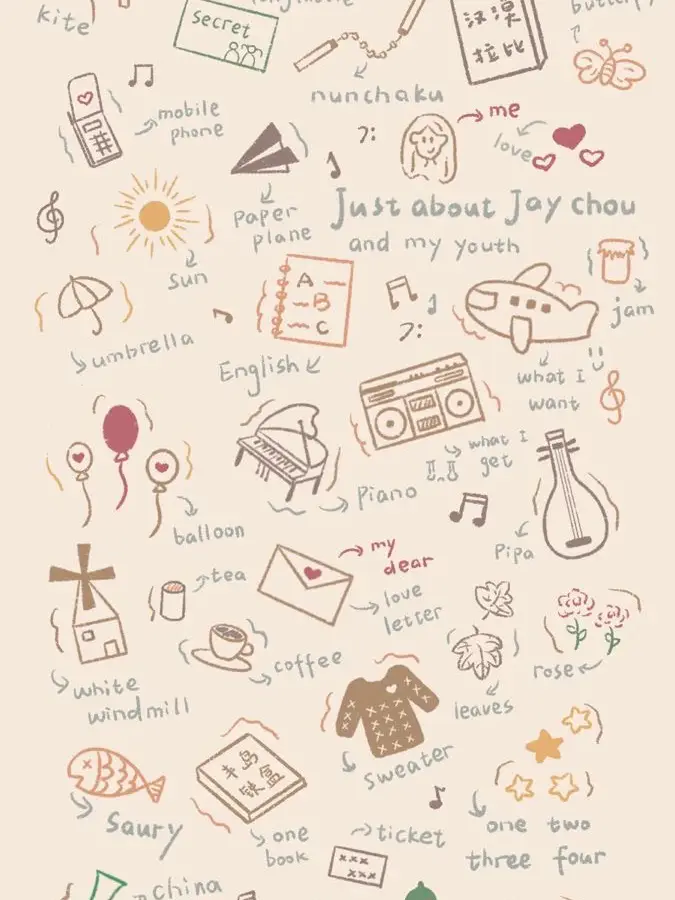 kite
secret
汉漠
拉比
nunchaku
mobile
phone
me
love
paper
plane
Just about Jay chou
and my youth
sun
jam
A
B
C
umbrella
English
what I
want
what I
get
Piano
balloon
Pipa
my
dear
tea
love
letter
coffee
rose
white
windmill
leaves
sweater
半岛
铁盒
saury
one
book
ticket
one two
three four
china